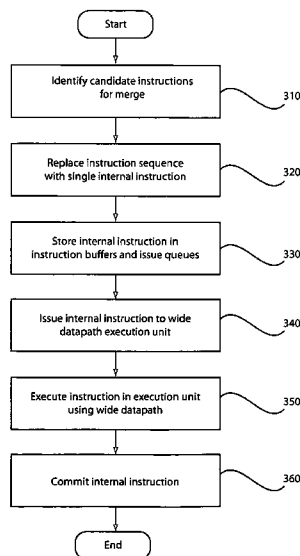 Start
Identify candidate instructions
for merge
310
Replace instruction sequence
with single internal instruction
320
Store internal instruction in
instruction buffers and issue queues
330
Issue internal instruction to wide
datapath execution unit
340
Execute instruction in execution unit
using wide datapath
350
Commit internal instruction
360
End